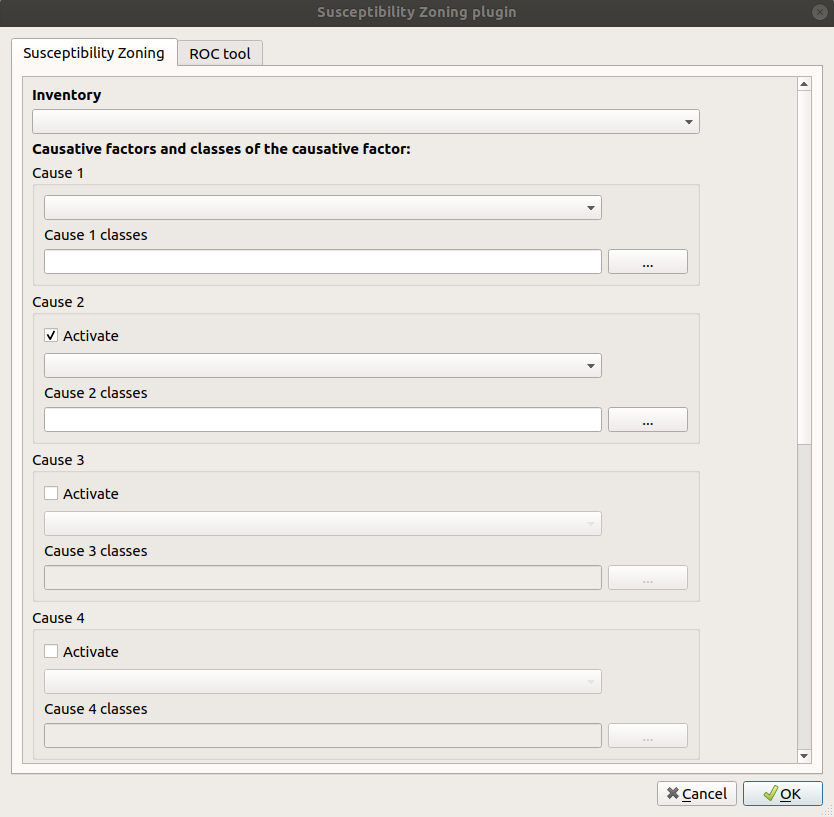 Susceptibility Zoning plugin
Susceptibility Zoning ROC tool
Inventory
Causative factors and classes of the causative factor:
Cause 1
Cause 1 classes
...
Cause 2
Activate
Cause 2 classes
...
Cause 3
Activate
Cause 3 classes
...
Cause 4
Activate
Cause 4 classes
...
Cancel OK